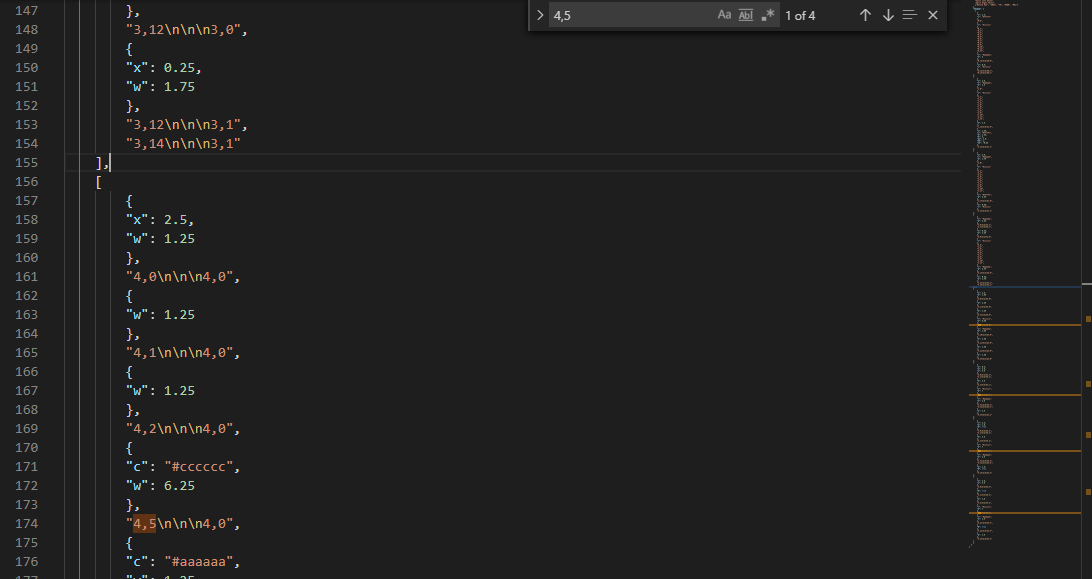 4,5 Aa Abl .* 1 of 4
147 },
148 "3,12\n\n\n3,0",
149 {
150 "x": 0.25,
151 "w": 1.75
152 },
153 "3,12\n\n\n3,1",
154 "3,14\n\n\n3,1"
155 ],
156 [
157 {
158 "x": 2.5,
159 "w": 1.25
160 },
161 "4,0\n\n\n4,0",
162 {
163 "w": 1.25
164 },
165 "4,1\n\n\n4,0",
166 {
167 "w": 1.25
168 },
169 "4,2\n\n\n4,0",
170 {
171 "c": "#cccccc",
172 "w": 6.25
173 },
174 "4,5\n\n\n4,0",
175 {
176 "c": "#aaaaaa",
177 "w": 1.25